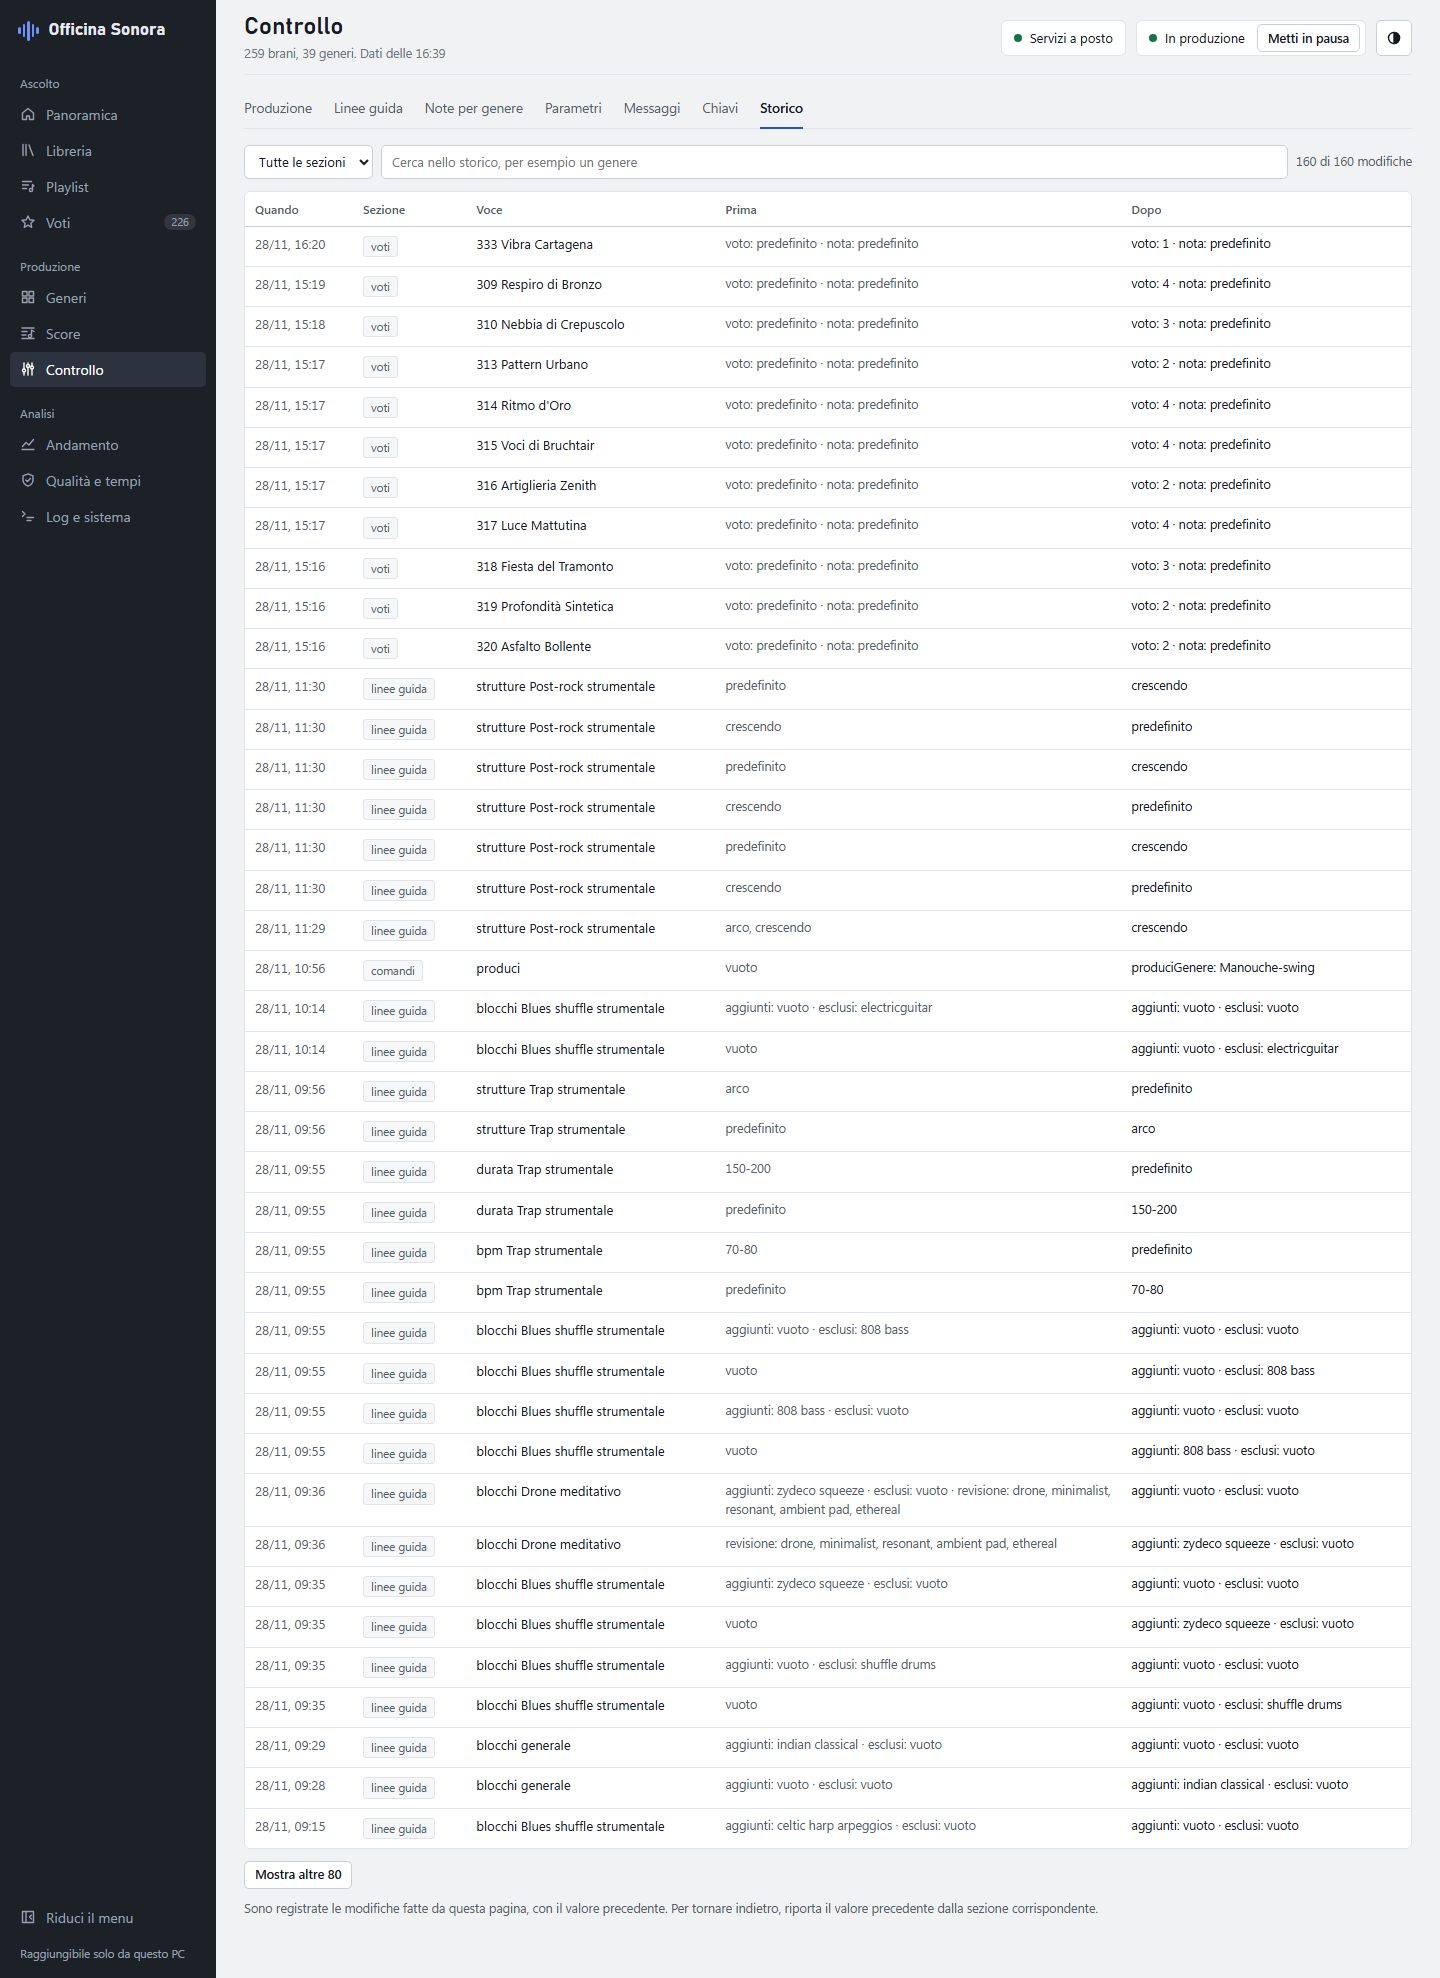 Officina Sonora
Ascolto
Panoramica
Libreria
Playlist
Voti 226
Produzione
Generi
Score
Controllo
Analisi
Andamento
Qualità e tempi
Log e sistema
Riduci il menu
Raggiungibile solo da questo PC
Controllo
259 brani, 39 generi. Dati delle 16:39
Servizi a posto
In produzione Metti in pausa
Produzione Linee guida Note per genere Parametri Messaggi Chiavi Storico
Tutte le sezioni Cerca nello storico, per esempio un genere 160 di 160 modifiche
Quando Sezione Voce Prima Dopo
28/11, 16:20 voti 333 Vibra Cartagena voto: predefinito · nota: predefinito voto: 1 · nota: predefinito
28/11, 15:19 voti 309 Respiro di Bronzo voto: predefinito · nota: predefinito voto: 4 · nota: predefinito
28/11, 15:18 voti 310 Nebbia di Crepuscolo voto: predefinito · nota: predefinito voto: 3 · nota: predefinito
28/11, 15:17 voti 313 Pattern Urbano voto: predefinito · nota: predefinito voto: 2 · nota: predefinito
28/11, 15:17 voti 314 Ritmo d'Oro voto: predefinito · nota: predefinito voto: 4 · nota: predefinito
28/11, 15:17 voti 315 Voci di Bruchtair voto: predefinito · nota: predefinito voto: 4 · nota: predefinito
28/11, 15:17 voti 316 Artiglieria Zenith voto: predefinito · nota: predefinito voto: 2 · nota: predefinito
28/11, 15:17 voti 317 Luce Mattutina voto: predefinito · nota: predefinito voto: 4 · nota: predefinito
28/11, 15:16 voti 318 Fiesta del Tramonto voto: predefinito · nota: predefinito voto: 3 · nota: predefinito
28/11, 15:16 voti 319 Profondità Sintetica voto: predefinito · nota: predefinito voto: 2 · nota: predefinito
28/11, 15:16 voti 320 Asfalto Bollente voto: predefinito · nota: predefinito voto: 2 · nota: predefinito
28/11, 11:30 linee guida strutture Post-rock strumentale predefinito crescendo
28/11, 11:30 linee guida strutture Post-rock strumentale crescendo predefinito
28/11, 11:30 linee guida strutture Post-rock strumentale predefinito crescendo
28/11, 11:30 linee guida strutture Post-rock strumentale crescendo predefinito
28/11, 11:30 linee guida strutture Post-rock strumentale predefinito crescendo
28/11, 11:30 linee guida strutture Post-rock strumentale crescendo predefinito
28/11, 11:29 linee guida strutture Post-rock strumentale arco, crescendo crescendo
28/11, 10:56 comandi produci vuoto produciGenere: Manouche-swing
28/11, 10:14 linee guida blocchi Blues shuffle strumentale aggiunti: vuoto · esclusi: electricguitar aggiunti: vuoto · esclusi: vuoto
28/11, 10:14 linee guida blocchi Blues shuffle strumentale vuoto aggiunti: vuoto · esclusi: electricguitar
28/11, 09:56 linee guida strutture Trap strumentale arco predefinito
28/11, 09:56 linee guida strutture Trap strumentale predefinito arco
28/11, 09:55 linee guida durata Trap strumentale 150-200 predefinito
28/11, 09:55 linee guida durata Trap strumentale predefinito 150-200
28/11, 09:55 linee guida bpm Trap strumentale 70-80 predefinito
28/11, 09:55 linee guida bpm Trap strumentale predefinito 70-80
28/11, 09:55 linee guida blocchi Blues shuffle strumentale aggiunti: vuoto · esclusi: 808 bass aggiunti: vuoto · esclusi: vuoto
28/11, 09:55 linee guida blocchi Blues shuffle strumentale vuoto aggiunti: vuoto · esclusi: 808 bass
28/11, 09:55 linee guida blocchi Blues shuffle strumentale aggiunti: 808 bass · esclusi: vuoto aggiunti: vuoto · esclusi: vuoto
28/11, 09:55 linee guida blocchi Blues shuffle strumentale vuoto aggiunti: 808 bass · esclusi: vuoto
28/11, 09:36 linee guida blocchi Drone meditativo aggiunti: zydeco squeeze · esclusi: vuoto · revisione: drone, minimalist, aggiunti: vuoto · esclusi: vuoto
resonant, ambient pad, ethereal
28/11, 09:36 linee guida blocchi Drone meditativo revisione: drone, minimalist, resonant, ambient pad, ethereal aggiunti: zydeco squeeze · esclusi: vuoto
28/11, 09:35 linee guida blocchi Blues shuffle strumentale aggiunti: zydeco squeeze · esclusi: vuoto aggiunti: vuoto · esclusi: vuoto
28/11, 09:35 linee guida blocchi Blues shuffle strumentale vuoto aggiunti: zydeco squeeze · esclusi: vuoto
28/11, 09:35 linee guida blocchi Blues shuffle strumentale aggiunti: vuoto · esclusi: shuffle drums aggiunti: vuoto · esclusi: vuoto
28/11, 09:35 linee guida blocchi Blues shuffle strumentale vuoto aggiunti: vuoto · esclusi: shuffle drums
28/11, 09:29 linee guida blocchi generale aggiunti: indian classical · esclusi: vuoto aggiunti: vuoto · esclusi: vuoto
28/11, 09:28 linee guida blocchi generale aggiunti: vuoto · esclusi: vuoto aggiunti: indian classical · esclusi: vuoto
28/11, 09:15 linee guida blocchi Blues shuffle strumentale aggiunti: celtic harp arpeggios · esclusi: vuoto aggiunti: vuoto · esclusi: vuoto
Mostra altre 80
Sono registrate le modifiche fatte da questa pagina, con il valore precedente. Per tornare indietro, riporta il valore precedente dalla sezione corrispondente.